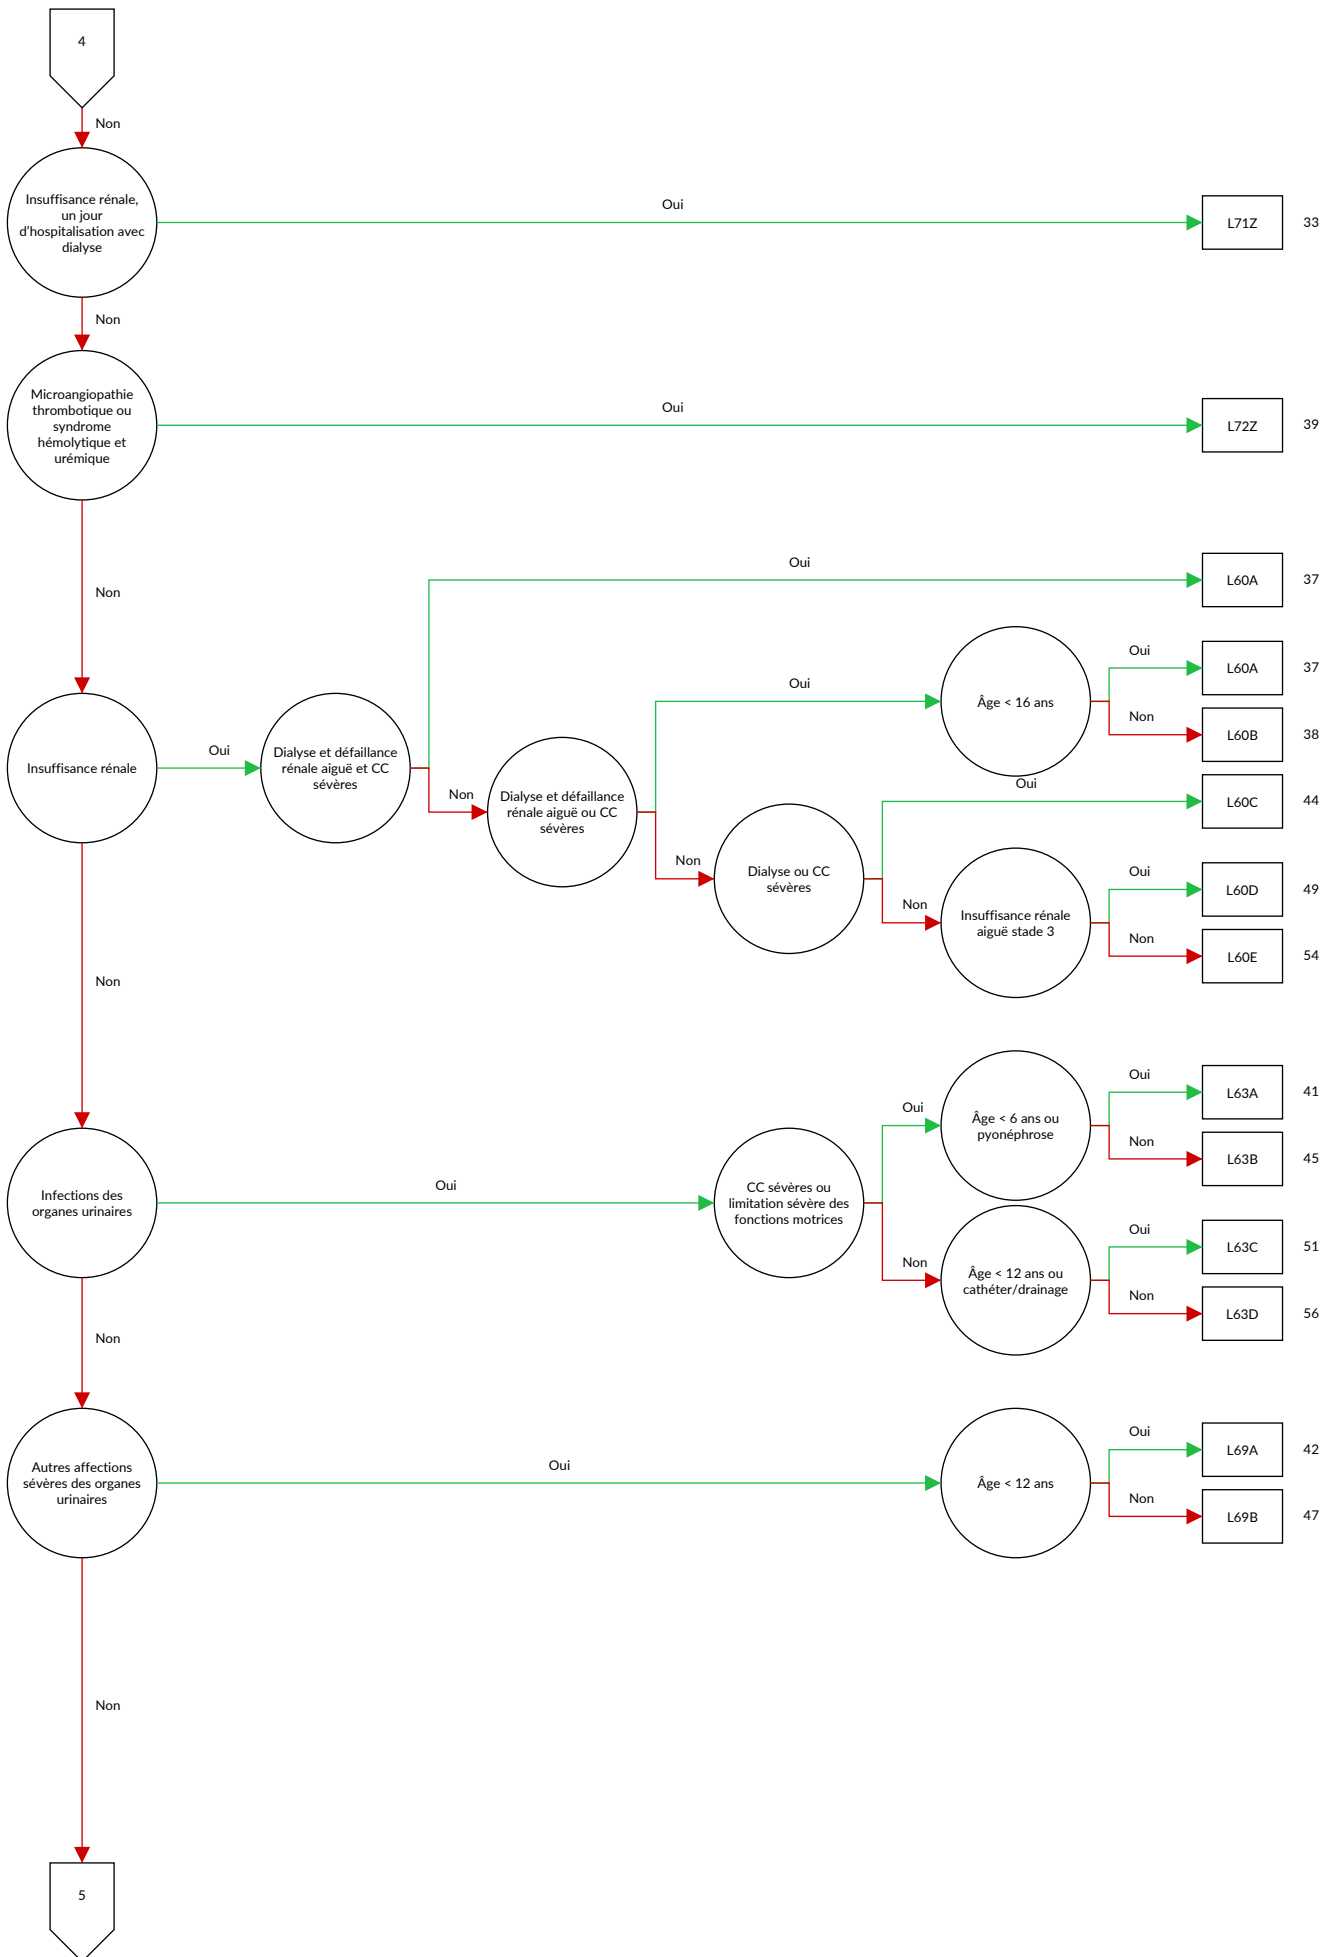 4
Non
Insuffisance rénale,
un jour
d'hospitalisation avec
dialyse
Oui
L71Z
33
Non
Microangiopathie
thrombotique ou
syndrome
hémolytique et
urémique
Oui
L72Z
39
Non
Insuffisance rénale
Oui
Dialyse et défaillance
rénale aiguë et CC
sévères
Oui
L60A
37
Non
Dialyse et défaillance
rénale aiguë ou CC
sévères
Oui
Âge < 16 ans
Oui
L60A
37
Non
L60B
38
Non
Dialyse ou CC
sévères
Oui
L60C
44
Non
Insuffisance rénale
aiguë stade 3
Oui
L60D
49
Non
L60E
54
Non
Infections des
organes urinaires
Oui
CC sévères ou
limitation sévère des
fonctions motrices
Oui
Âge < 6 ans ou
pyonéphrose
Oui
L63A
41
Non
L63B
45
Non
Âge < 12 ans ou
cathéter/drainage
Oui
L63C
51
Non
L63D
56
Non
Autres affections
sévères des organes
urinaires
Oui
Âge < 12 ans
Oui
L69A
42
Non
L69B
47
Non
5